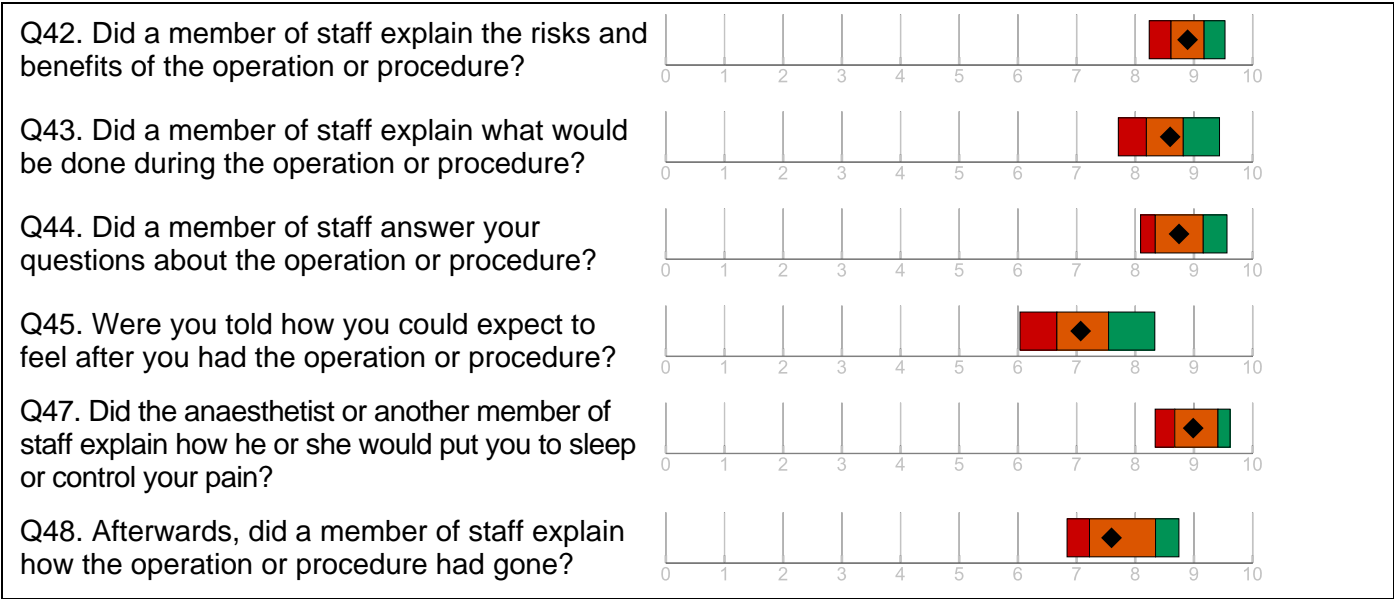 Q42. Did a member of staff explain the risks and
benefits of the operation or procedure?
0 1 2 3 4 5 6 7 8 9 10
Q43. Did a member of staff explain what would
be done during the operation or procedure?
0 1 2 3 4 5 6 7 8 9 10
Q44. Did a member of staff answer your
questions about the operation or procedure?
0 1 2 3 4 5 6 7 8 9 10
Q45. Were you told how you could expect to
feel after you had the operation or procedure?
0 1 2 3 4 5 6 7 8 9 10
Q47. Did the anaesthetist or another member of
staff explain how he or she would put you to sleep
or control your pain?
0 1 2 3 4 5 6 7 8 9 10
Q48. Afterwards, did a member of staff explain
how the operation or procedure had gone?
0 1 2 3 4 5 6 7 8 9 10